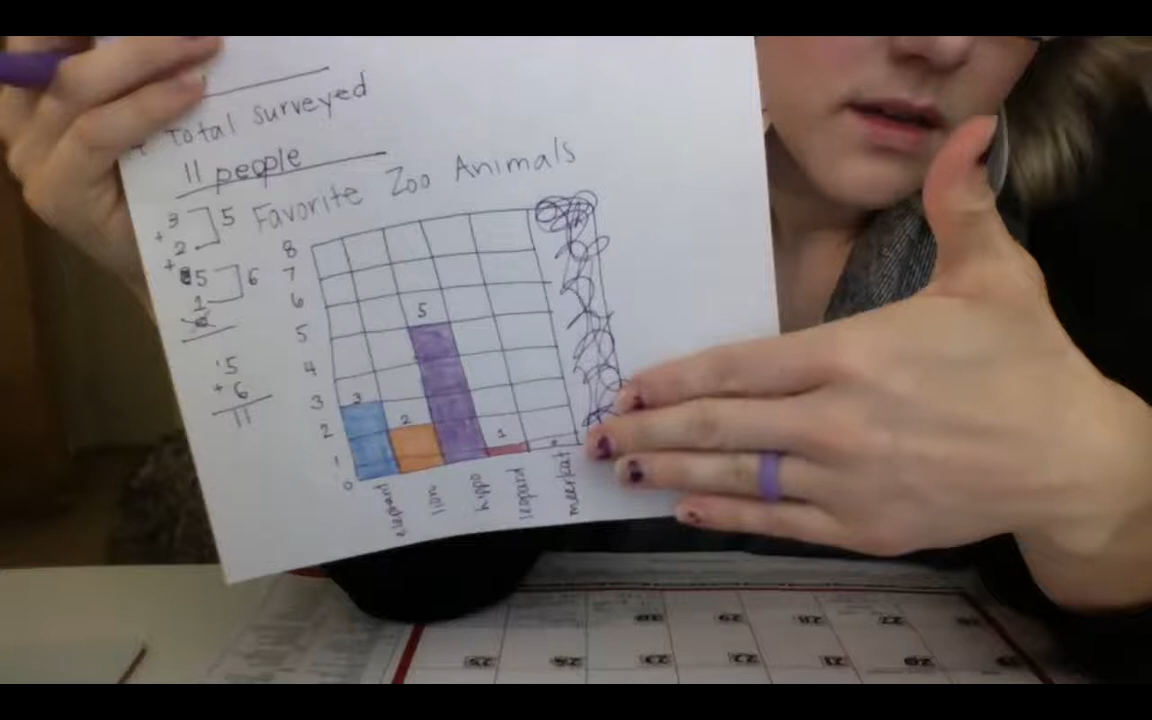 Total surveyed
11 people
Favorite Zoo Animals
3
5
+ 2
+ 5
6
1
5
+ 6
11
8
7
6
5
4
3
2
1
0
3
2
5
1
elephant
lion
hippo
leopard
meerkat